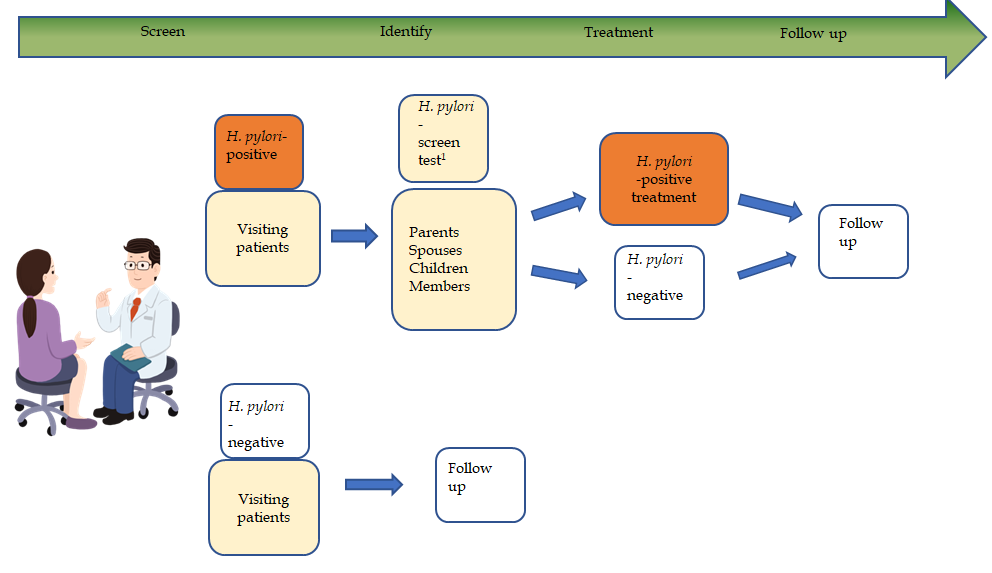 Screen
Identify
Treatment
Follow up
H. pylori-
positive
Visiting
patients
H. pylori
-
screen
test¹
Parents
Spouses
Children
Members
H. pylori
-positive
treatment
H. pylori
-
negative
Follow
up
H. pylori
-
negative
Visiting
patients
Follow
up